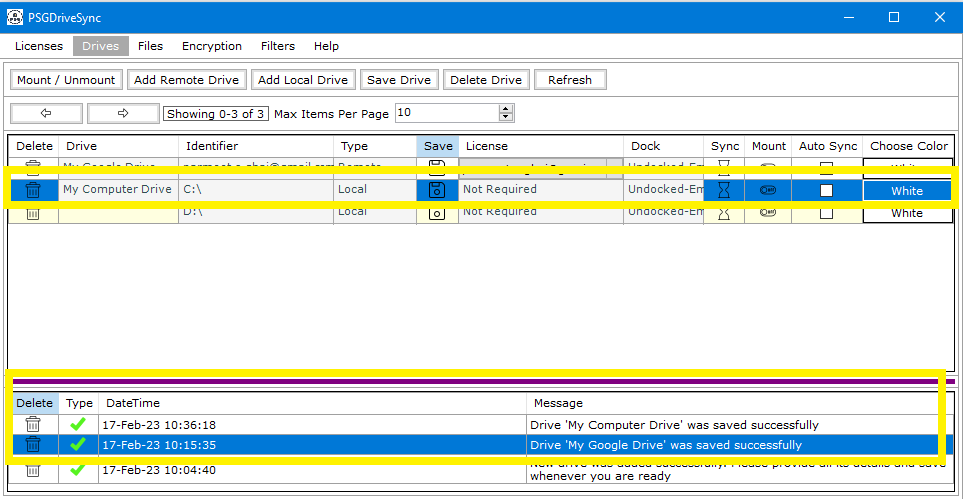 PSGDriveSync
Licenses Drives Files Encryption Filters Help
Mount / Unmount Add Remote Drive Add Local Drive Save Drive Delete Drive Refresh
Showing 0-3 of 3 Max Items Per Page 10
Delete Drive Identifier Type Save License Dock Sync Mount Auto Sync Choose Color
My Google Drive Remote Undocked-Em White
My Computer Drive C:\ Local Not Required Undocked-Em White
D:\ Local Not Required Undocked-Em White
Delete Type DateTime Message
17-Feb-23 10:36:18 Drive 'My Computer Drive' was saved successfully
17-Feb-23 10:15:35 Drive 'My Google Drive' was saved successfully
17-Feb-23 10:04:40 New drive was added successfully. Please provide all its details and save
whenever you are ready